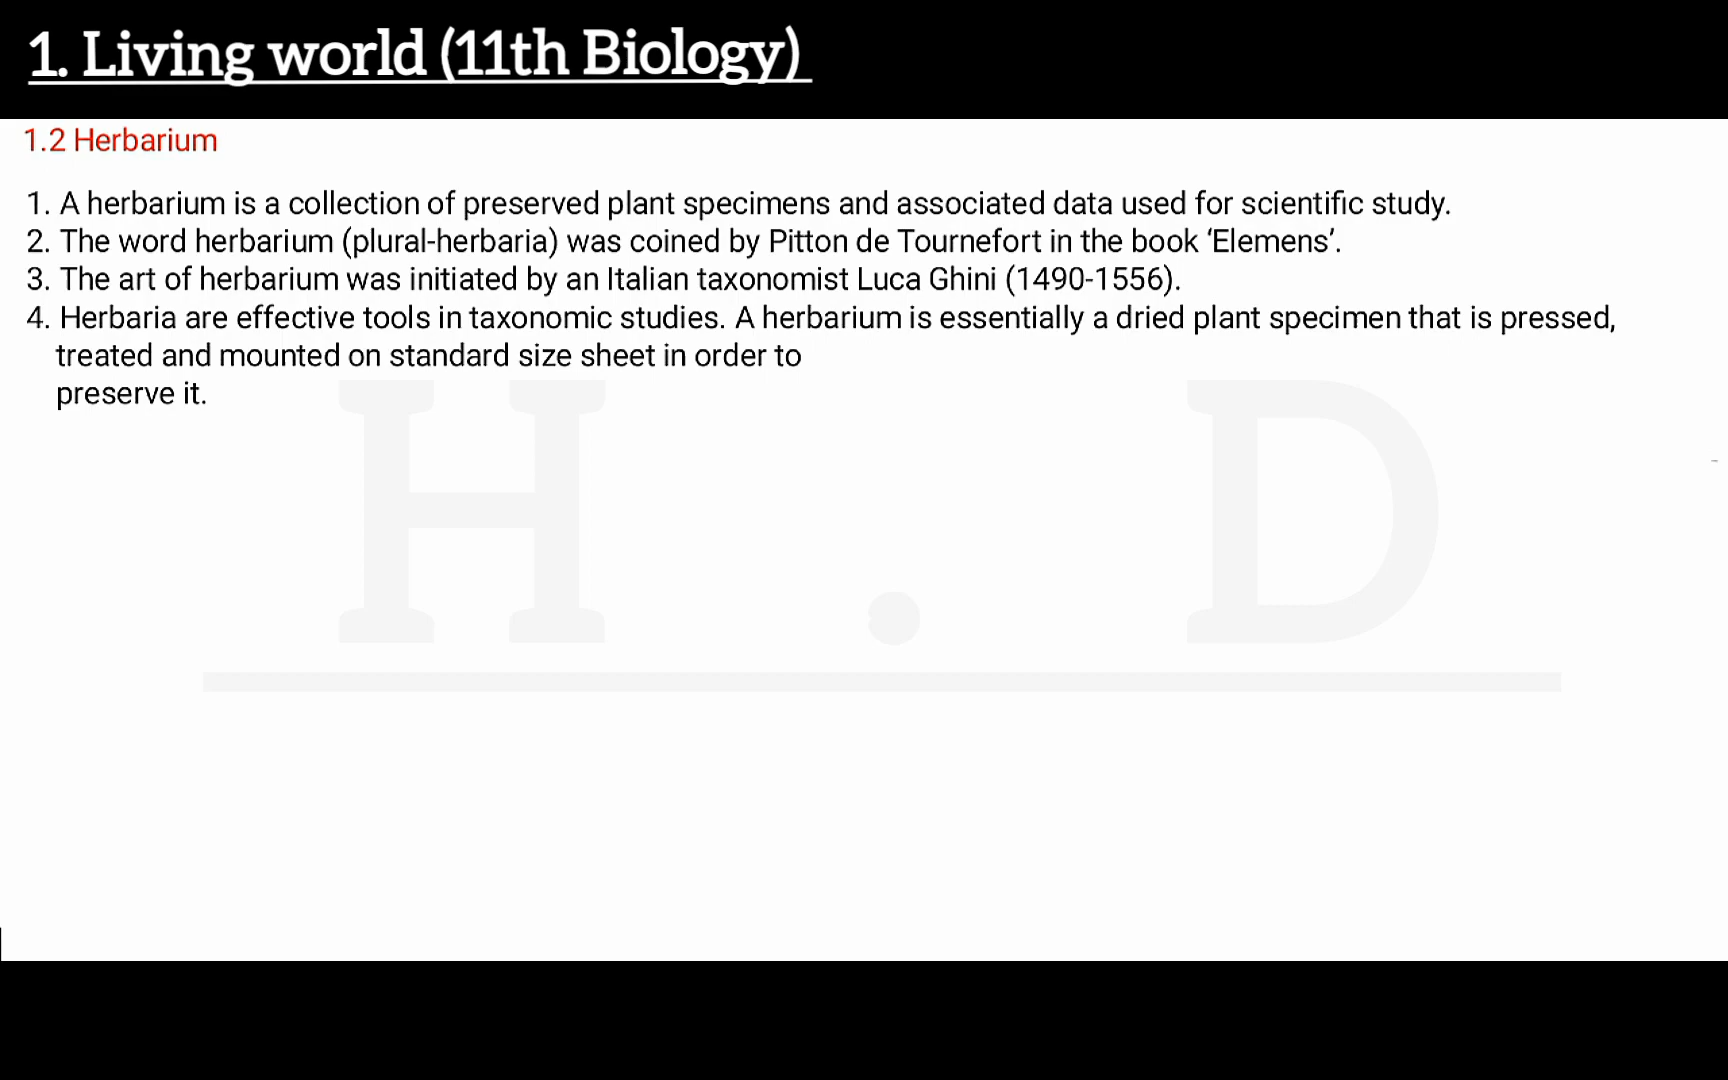 1. Living world (11th Biology)
1.2 Herbarium
1. A herbarium is a collection of preserved plant specimens and associated data used for scientific study.
2. The word herbarium (plural-herbaria) was coined by Pitton de Tournefort in the book ‘Elemens’.
3. The art of herbarium was initiated by an Italian taxonomist Luca Ghini (1490-1556).
4. Herbaria are effective tools in taxonomic studies. A herbarium is essentially a dried plant specimen that is pressed,
treated and mounted on standard size sheet in order to
preserve it.
H . D